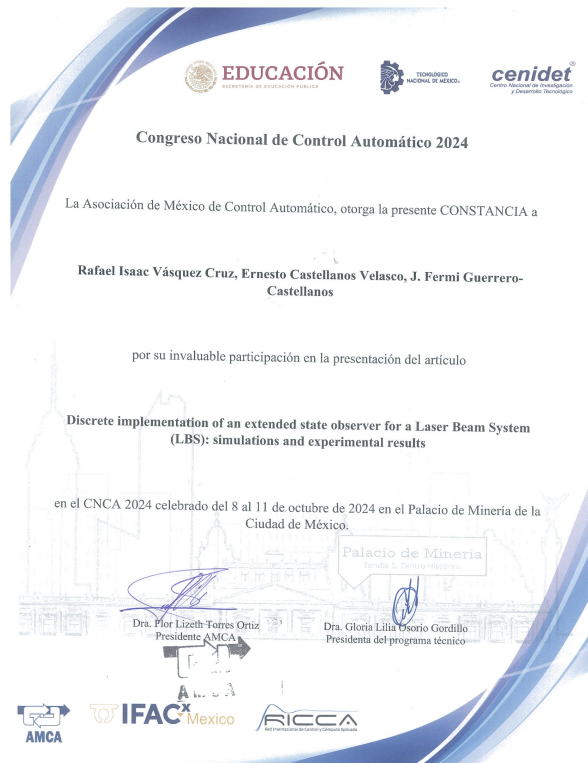 EDUCACIÓN
SECRETARÍA DE EDUCACIÓN PÚBLICA
TECNOLÓGICO
NACIONAL DE MÉXICO®
cenidet®
Centro Nacional de Investigación
y Desarrollo Tecnológico
Congreso Nacional de Control Automático 2024
La Asociación de México de Control Automático, otorga la presente CONSTANCIA a
Rafael Isaac Vásquez Cruz, Ernesto Castellanos Velasco, J. Fermi Guerrero-
Castellanos
por su invaluable participación en la presentación del artículo
Discrete implementation of an extended state observer for a Laser Beam System
(LBS): simulations and experimental results
en el CNCA 2024 celebrado del 8 al 11 de octubre de 2024 en el Palacio de Minería de la
Ciudad de México.
Palacio de Minería
Tacuba 5, Centro Histórico
Dra. Flor Lizeth Torres Ortiz
Presidente AMCA
Dra. Gloria Lilia Osorio Gordillo
Presidenta del programa técnico
AMCA
AMCA
IFAC X Mexico
RICCA
Red Internacional de Control y Cómputo Aplicado